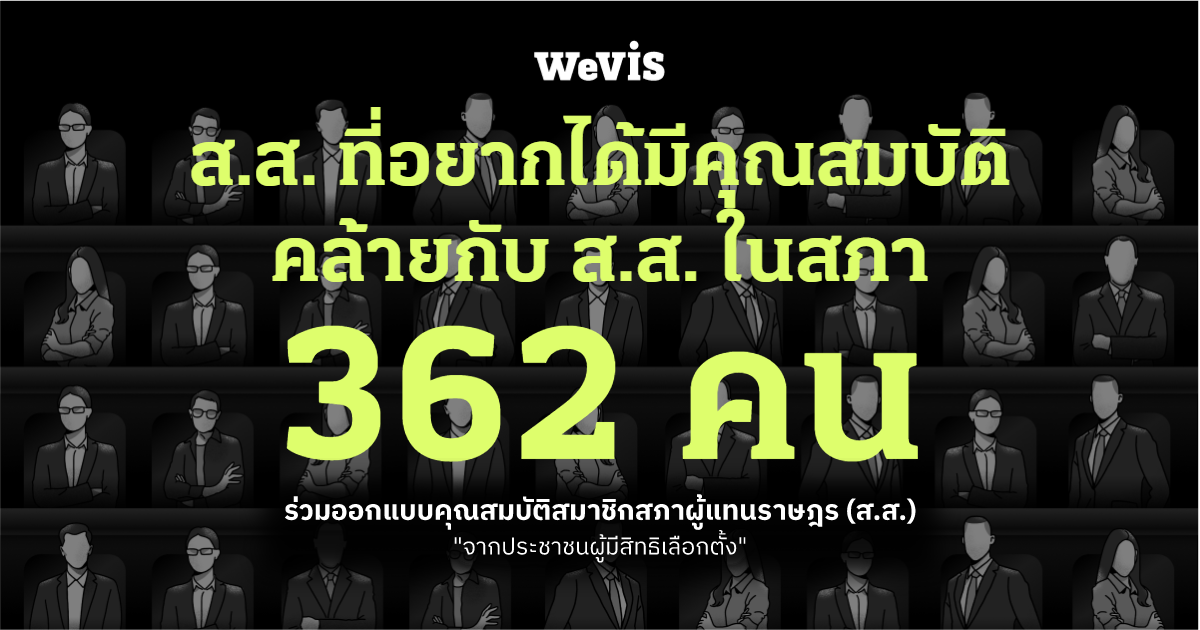 WeVIS
ส.ส. ที่อยากได้มีคุณสมบัติ
คล้ายกับ ส.ส. ในสภา
362 คน
ร่วมออกแบบคุณสมบัติสมาชิกสภาผู้แทนราษฎร (ส.ส.)
"จากประชาชนผู้มีสิทธิเลือกตั้ง"